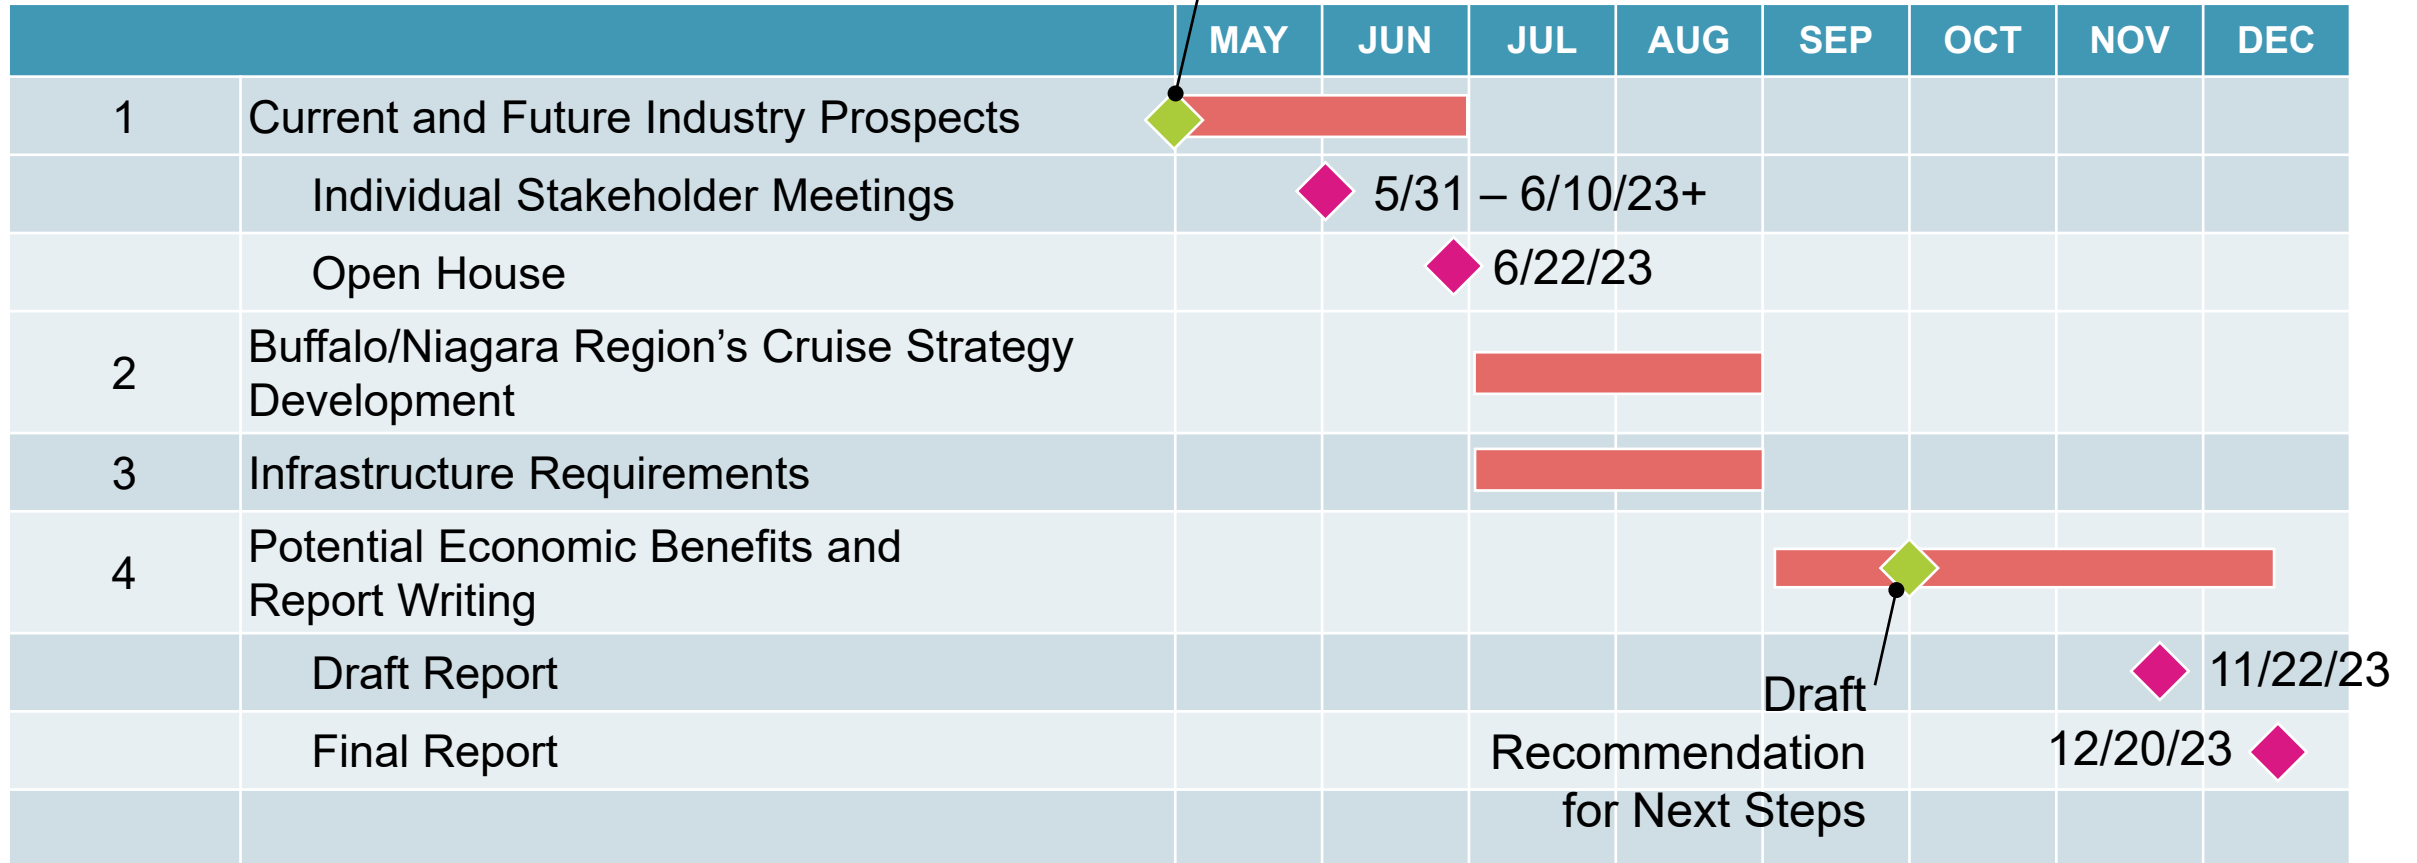 MAY JUN JUL AUG SEP OCT NOV DEC
1 Current and Future Industry Prospects
Individual Stakeholder Meetings 5/31 – 6/10/23+
Open House 6/22/23
2 Buffalo/Niagara Region’s Cruise Strategy
Development
3 Infrastructure Requirements
4 Potential Economic Benefits and
Report Writing
Draft Report 11/22/23
Final Report 12/20/23
Draft
Recommendation
for Next Steps